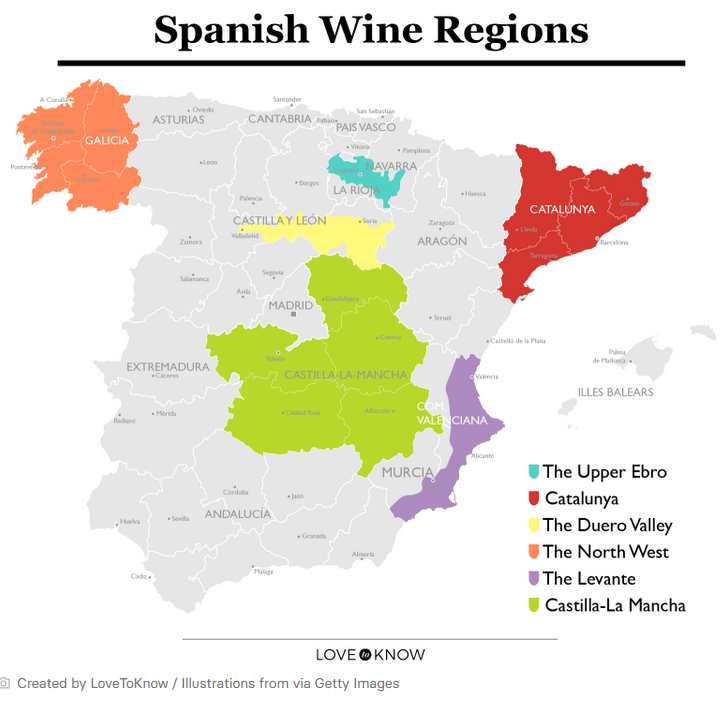 Spanish Wine Regions
A Coruña
Oviedo
ASTURIAS
Santander
CANTABRIA
Bilbao
San Sebastián
PAIS VASCO
Santiago
de Compostela
Lugo
GALICIA
Pontevedra
Ourense
León
Vitoria
Pamplona
NAVARRA
Logroño
LA RIOJA
Burgos
Palencia
Huesca
CATALUNYA
Girona
Lleida
Barcelona
Tarragona
CASTILLA Y LEÓN
Valladolid
Soria
Zaragoza
ARAGÓN
Zamora
Salamanca
Segovia
Ávila
MADRID
Guadalajara
Teruel
Cuenca
Castelló de la Plana
Toledo
EXTREMADURA
Cáceres
CASTILLA-LA-MANCHA
València
Palma
de Mallorca
ILLES BALEARS
Mérida
Badajoz
Ciudad Real
Albacete
COM.
VALENCIANA
Alicante
MURCIA
Córdoba
Jaén
ANDALUCÍA
Huelva
Sevilla
Granada
Almería
Málaga
Cádiz
The Upper Ebro
Catalunya
The Duero Valley
The North West
The Levante
Castilla-La Mancha
LOVE to KNOW
Created by LoveToKnow / Illustrations from via Getty Images